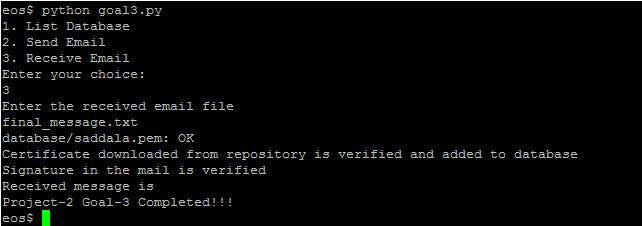 eos$ python goal3.py
1. List Database
2. Send Email
3. Receive Email
Enter your choice:
3
Enter the received email file
final_message.txt
database/saddala.pem: OK
Certificate downloaded from repository is verified and added to database
Signature in the mail is verified
Received message is
Project-2 Goal-3 Completed!!!
eos$